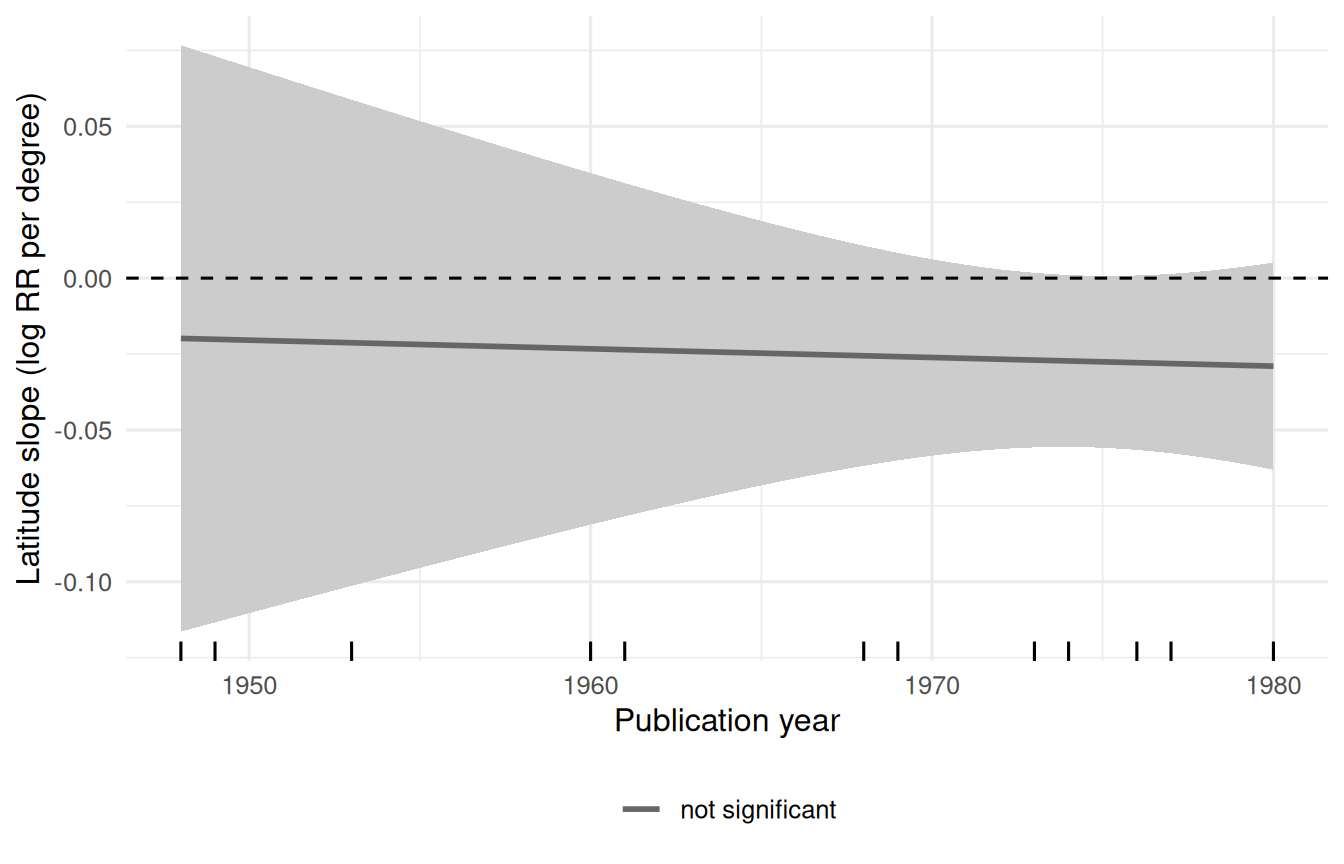 Latitude slope (log RR per degree)
0.05
0.00
-0.05
-0.10
1950 1960 1970 1980
Publication year
not significant